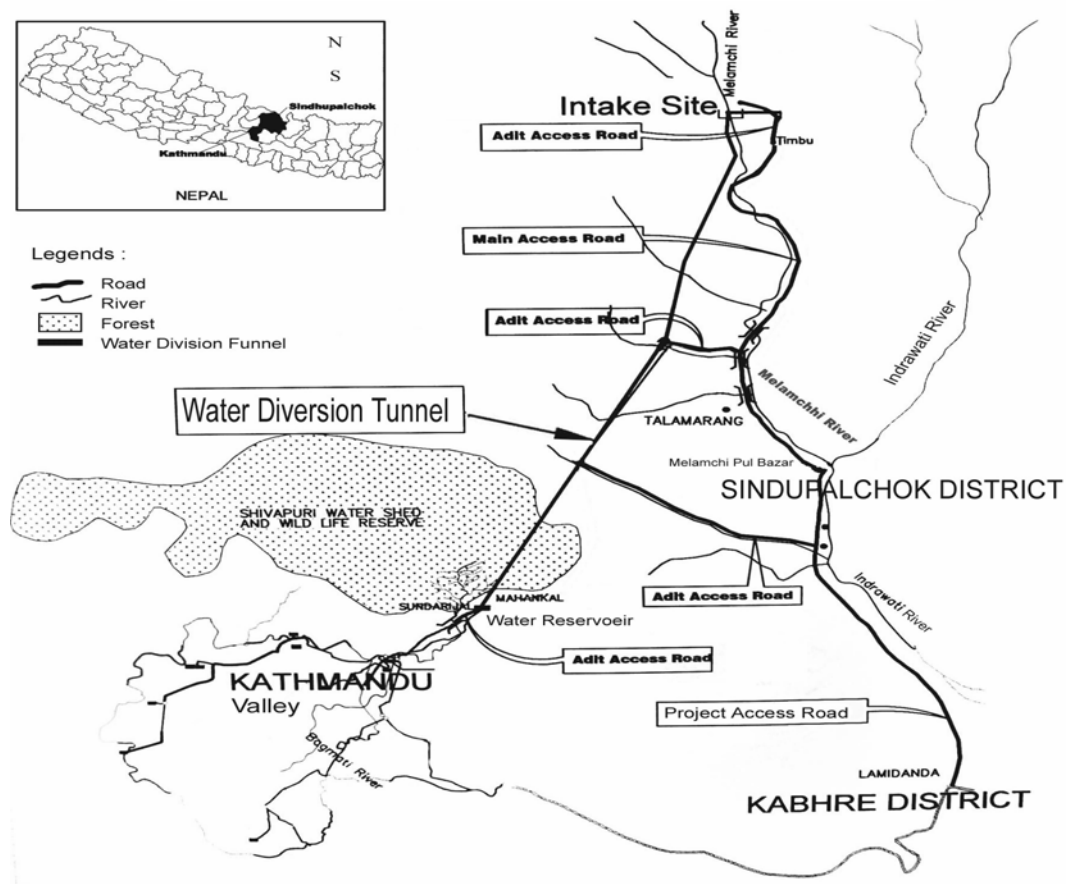 N
S
Sindhupalchok
Kathmandu
NEPAL
Legends :
Road
River
Forest
Water Division Funnel
Melamchi River
Intake Site
Adit Access Road
Timbu
Main Access Road
Adit Access Road
Indrawati River
Melamchhi River
Water Diversion Tunnel
TALAMARANG
Melamchi Pul Bazar
SINDUPALCHOK DISTRICT
SHIVAPURI WATER SHED
AND WILD LIFE RESERVE
Adit Access Road
Indrawati River
SUNDARIJAL
MAHANKAL
Water Reservoeir
Adit Access Road
KATHMANDU
Valley
Bagmati River
Project Access Road
LAMIDANDA
KABHRE DISTRICT